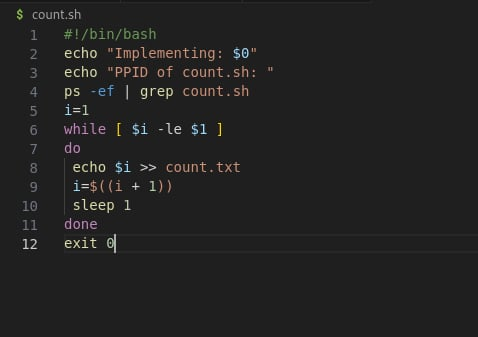 $ count.sh
1 #!/bin/bash
2 echo "Implementing: $0"
3 echo "PPID of count.sh: "
4 ps -ef | grep count.sh
5 i=1
6 while [ $i -le $1 ]
7 do
8 echo $i >> count.txt
9 i=$((i + 1))
10 sleep 1
11 done
12 exit 0